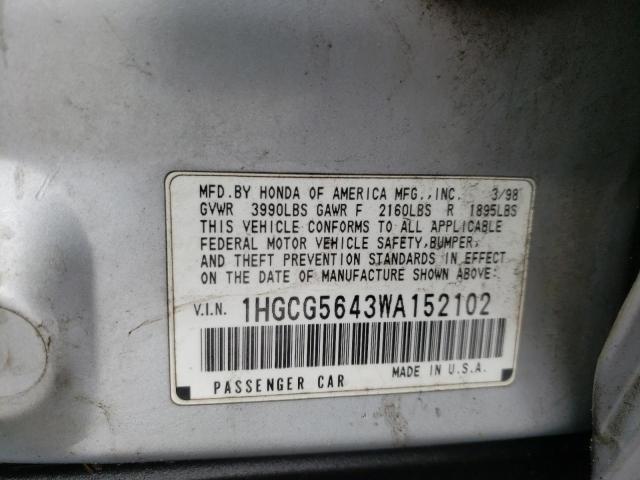 MFD. BY HONDA OF AMERICA MFG., INC. 3/98
GVWR 3990LBS GAWR F 2160LBS R 1895LBS
THIS VEHICLE CONFORMS TO ALL APPLICABLE
FEDERAL MOTOR VEHICLE SAFETY, BUMPER,
AND THEFT PREVENTION STANDARDS IN EFFECT
ON THE DATE OF MANUFACTURE SHOWN ABOVE.
V.I.N. 1HGCG5643WA152102
PASSENGER CAR MADE IN U.S.A.